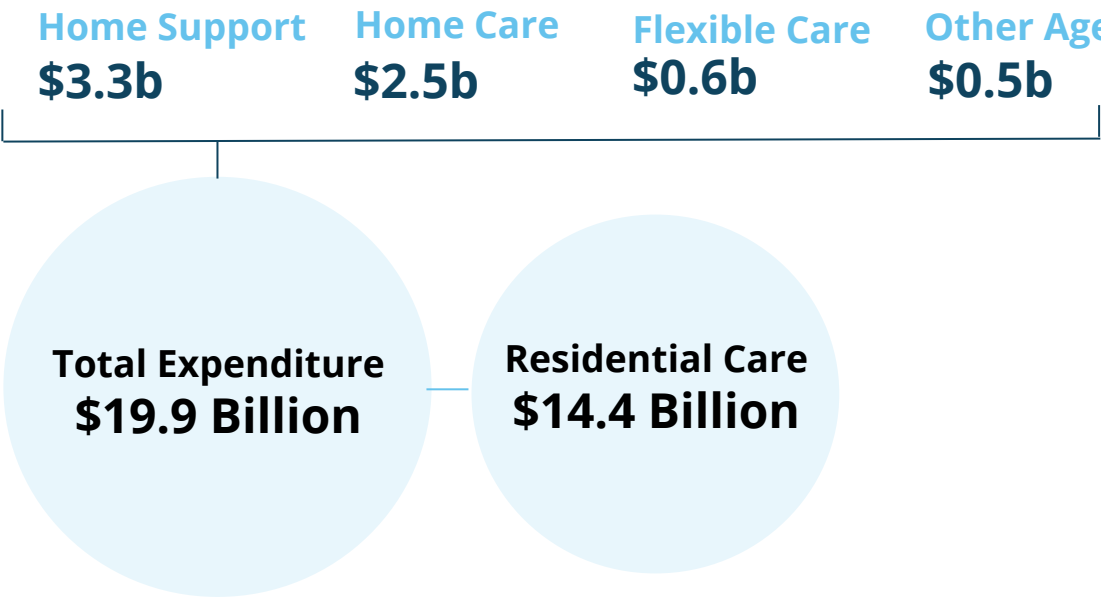 Home Support
$3.3b
Home Care
$2.5b
Flexible Care
$0.6b
Other
$0.5b
Total Expenditure
$19.9 Billion
Residential Care
$14.4 Billion